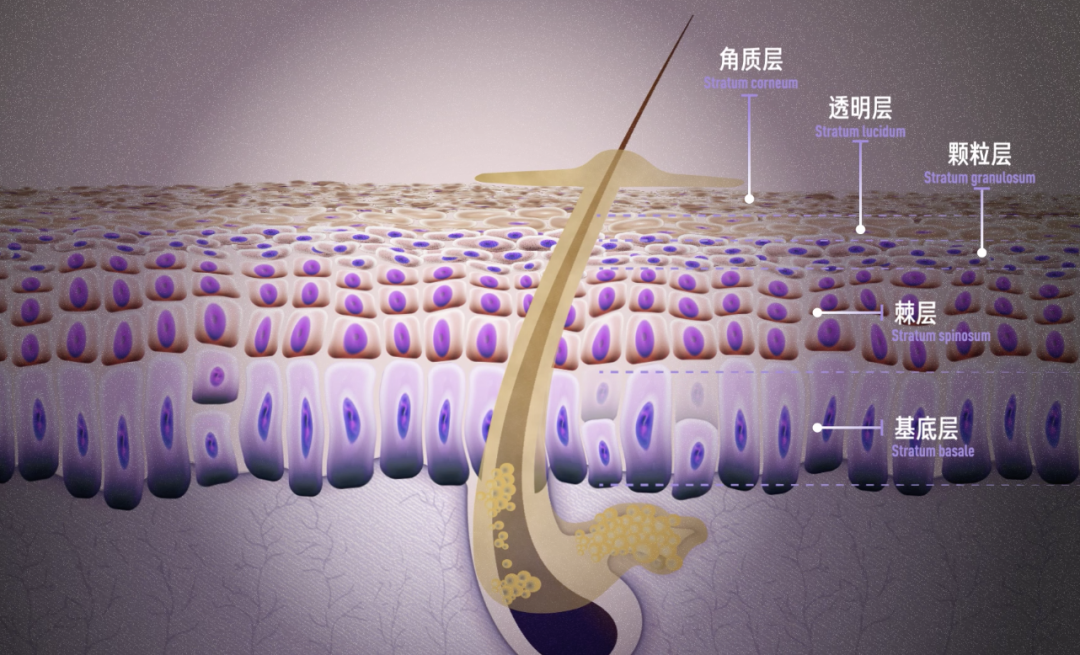 角质层
Stratum corneum
透明层
Stratum lucidum
颗粒层
Stratum granulosum
棘层
Stratum spinosum
基底层
Stratum basale